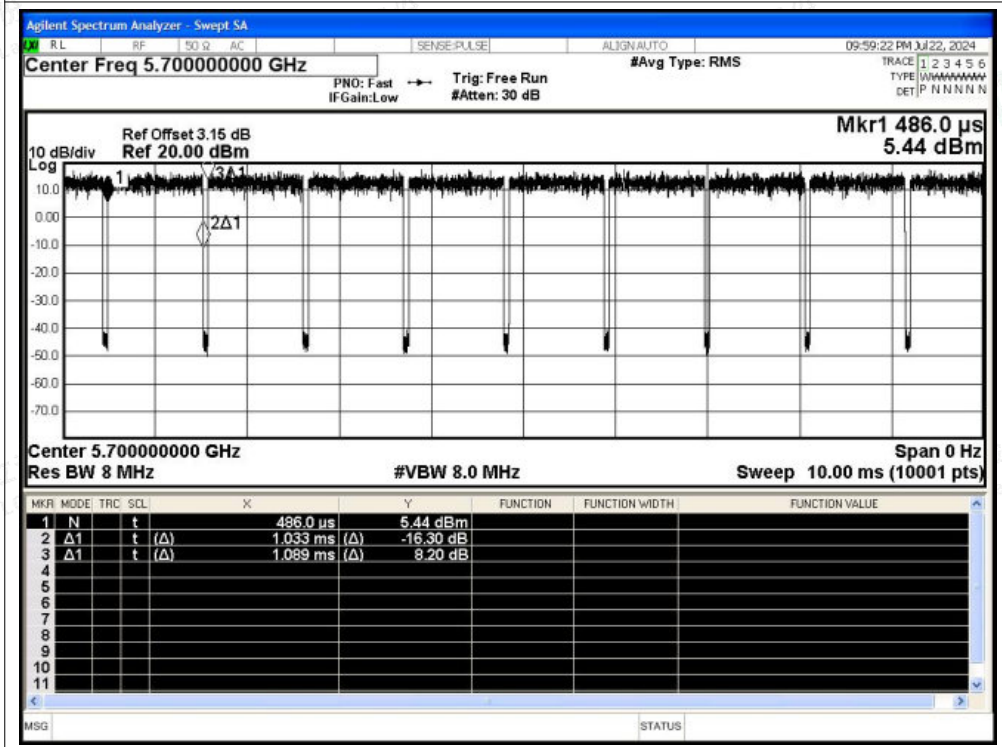 Agilent Spectrum Analyzer - Swept SA
LXI RL RF 50 Ω AC SENSE:PULSE ALIGN AUTO 09:59:22 PM Jul 22, 2024
Center Freq 5.700000000 GHz #Avg Type: RMS TRACE 1 2 3 4 5 6
PNO: Fast Trig: Free Run TYPE WWWWWW
IFGain:Low #Atten: 30 dB DET P N N N N N
Mkr1 486.0 µs
Ref Offset 3.15 dB
10 dB/div Ref 20.00 dBm 5.44 dBm
Log
1 3Δ1
10.0
0.00
2Δ1
-10.0
-20.0
-30.0
-40.0
-50.0
-60.0
-70.0
Center 5.700000000 GHz Span 0 Hz
Res BW 8 MHz #VBW 8.0 MHz Sweep 10.00 ms (10001 pts)
MKR MODE TRC SCL X Y FUNCTION FUNCTION WIDTH FUNCTION VALUE
1 N t 486.0 µs 5.44 dBm
2 Δ1 t (Δ) 1.033 ms (Δ) -16.30 dB
3 Δ1 t (Δ) 1.089 ms (Δ) 8.20 dB
4
5
6
7
8
9
10
11
MSG STATUS